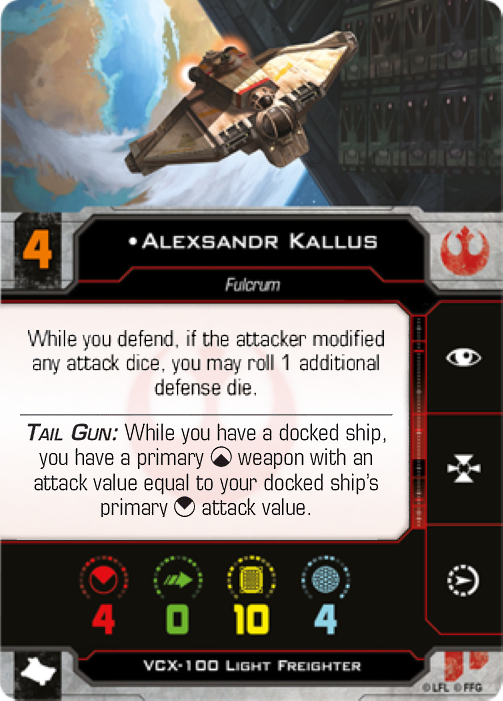 4
•Alexsandr Kallus
Fulcrum
While you defend, if the attacker modified
any attack dice, you may roll 1 additional
defense die.
Tail Gun: While you have a docked ship,
you have a primary weapon with an
attack value equal to your docked ship's
primary attack value.
4 0 10 4
VCX-100 Light Freighter
©LFL ©FFG